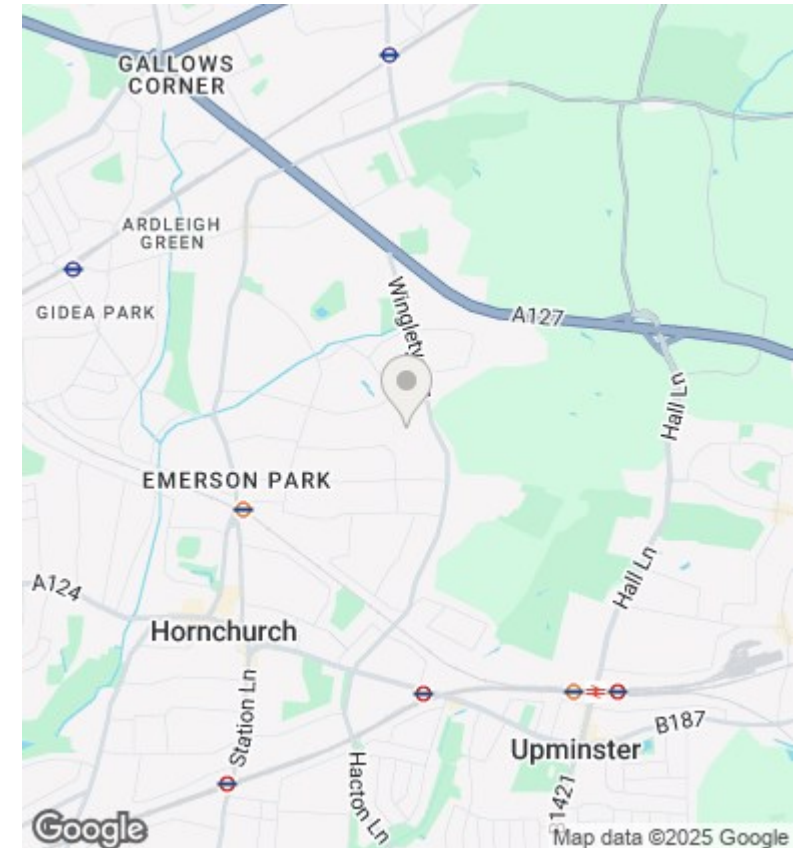 GALLOWS
CORNER
ARDLEIGH
GREEN
GIDEA PARK
A127
Hall Ln
EMERSON PARK
A124
Hornchurch
Hall Ln
Station Ln
Hacton Ln
B187
Upminster
B1421
Google
Map data ©2025 Google